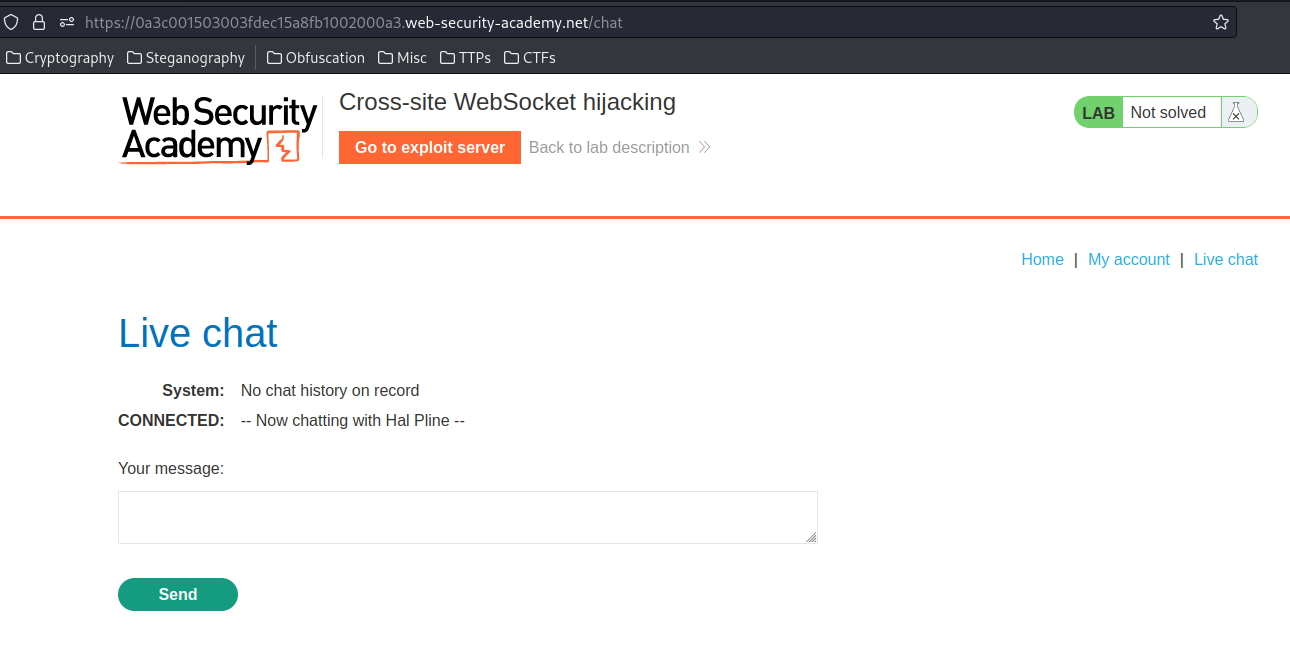 https://0a3c001503003fdec15a8fb1002000a3.web-security-academy.net/chat
Cryptography Steganography Obfuscation Misc TTPs CTFs
WebSecurity
Academy
Cross-site WebSocket hijacking
Go to exploit server Back to lab description
LAB Not solved
Home | My account | Live chat
Live chat
System: No chat history on record
CONNECTED: -- Now chatting with Hal Pline --
Your message:
Send